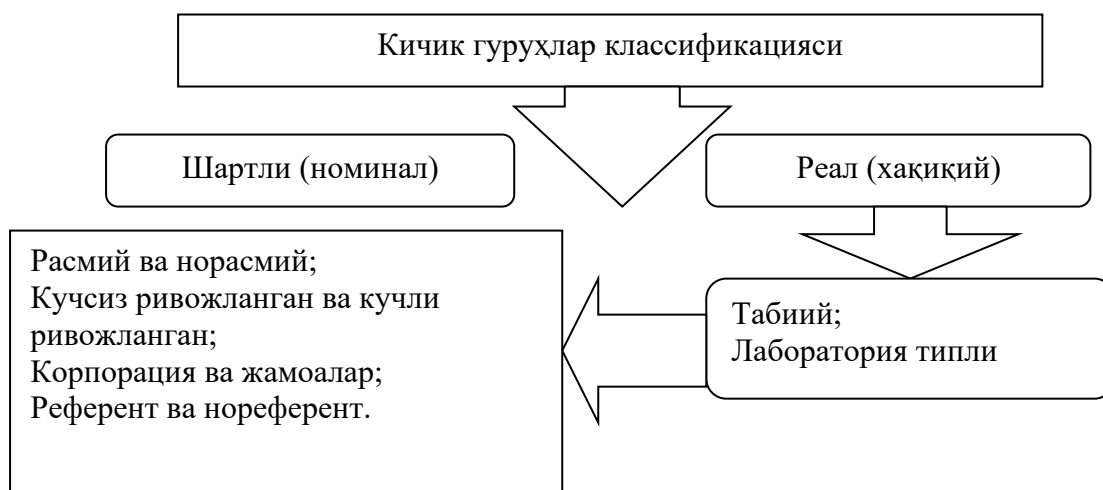 Кичик гуруҳлар классификацияси
Шартли (номинал)
Реал (хақиқий)
Расмий ва норасмий;
Кучсиз ривожланган ва кучли
ривожланган;
Корпорация ва жамоалар;
Референт ва нореферент.
Табиий;
Лаборатория типли